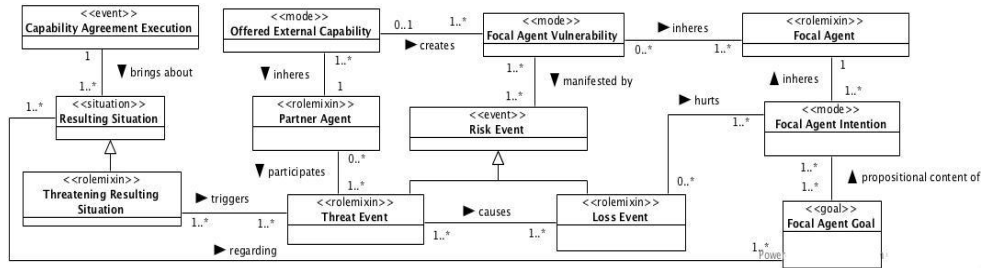 <<event>>
Capability Agreement Execution
<<mode>>
Offered External Capability
0..1
1..*
creates
<<mode>>
Focal Agent Vulnerability
inheres
0..*
1..*
<<rolemixin>>
Focal Agent
1
brings about
1..*
1..*
inheres
1
1..*
manifested by
1..*
1
inheres
1..*
1..*
<<situation>>
Resulting Situation
<<rolemixin>>
Partner Agent
<<event>>
Risk Event
hurts
1..*
<<mode>>
Focal Agent Intention
0..*
participates
1..*
<<rolemixin>>
Threatening Resulting
Situation
triggers
1..*
1..*
<<rolemixin>>
Threat Event
causes
1..*
1..*
<<rolemixin>>
Loss Event
0..*
1..*
1..*
propositional content of
<<goal>>
Focal Agent Goal
regarding
1..*
Power